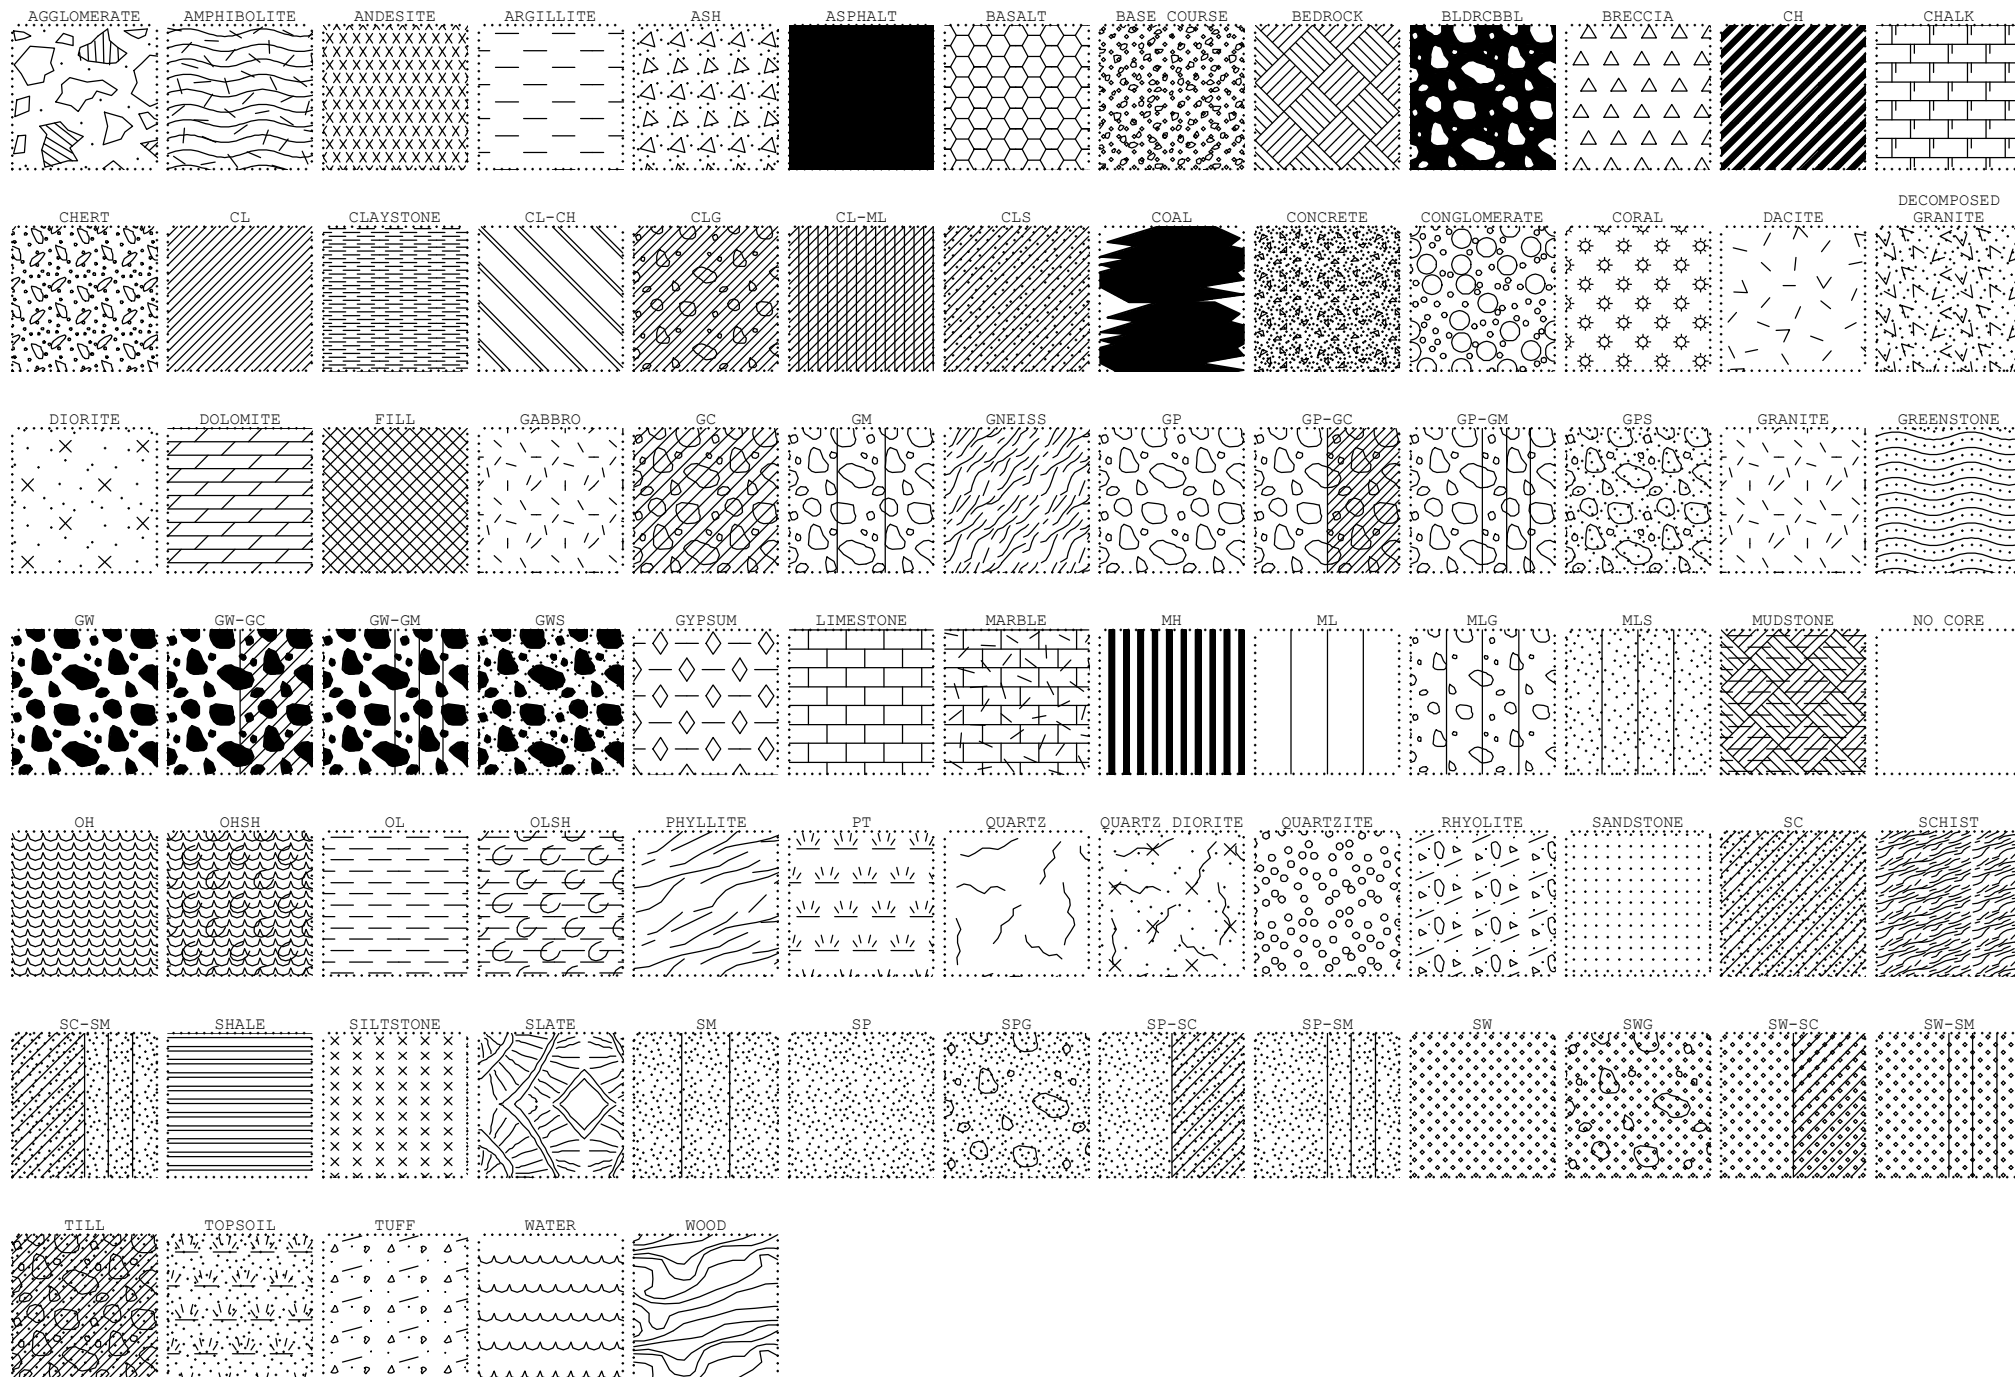 AGGLOMERATE AMPHIBOLITE ANDESITE ARGILLITE ASH ASPHALT BASALT BASE COURSE BEDROCK BLDRCBBL BRECCIA CH CHALK
CHERT CL CLAYSTONE CL-CH CLG CL-ML CLS COAL CONCRETE CONGLOMERATE CORAL DACITE DECOMPOSED
GRANITE
DIORITE DOLOMITE FILL GABBRO GC GM GNEISS GP GP-GC GP-GM GPS GRANITE GREENSTONE
GW GW-GC GW-GM GWS GYPSUM LIMESTONE MARBLE MH ML MLG MLS MUDSTONE NO CORE
OH OHSH OL OLSH PHYLLITE PT QUARTZ QUARTZ DIORITE QUARTZITE RHYOLITE SANDSTONE SC SCHIST
SC-SM SHALE SILTSTONE SLATE SM SP SPG SP-SC SP-SM SW SWG SW-SC SW-SM
TILL TOPSOIL TUFF WATER WOOD